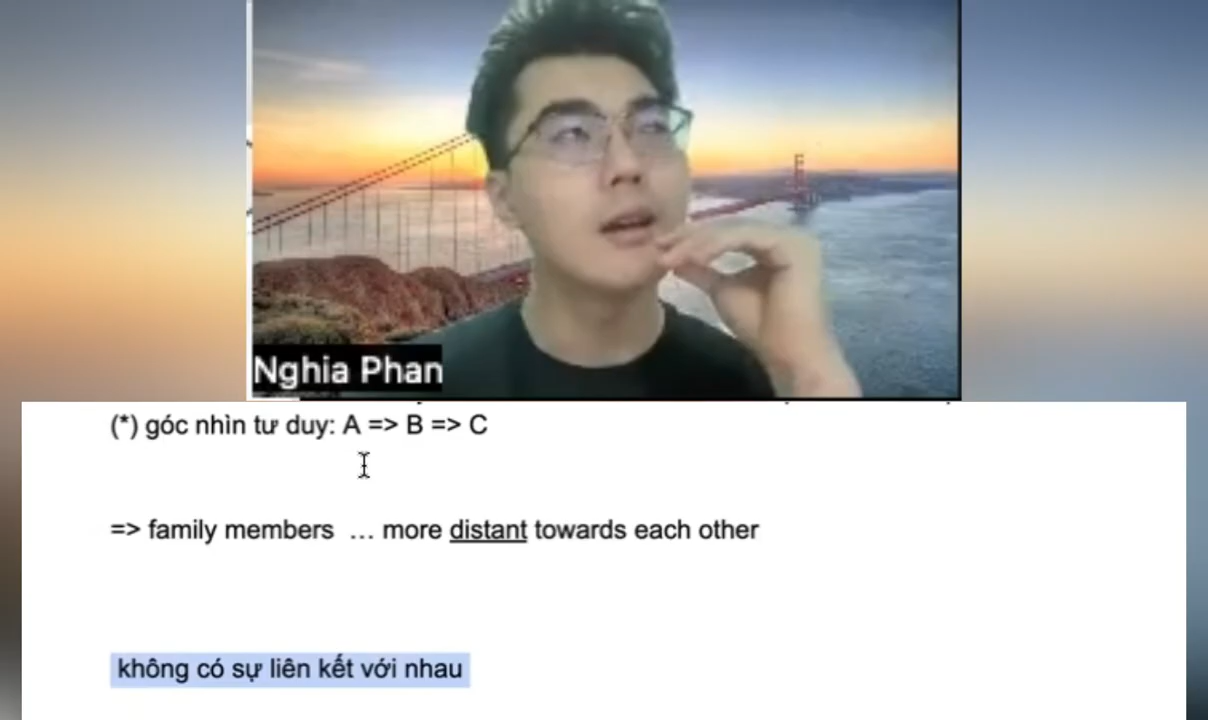 Nghia Phan
(*) góc nhìn tư duy: A => B => C
=> family members … more distant towards each other
không có sự liên kết với nhau